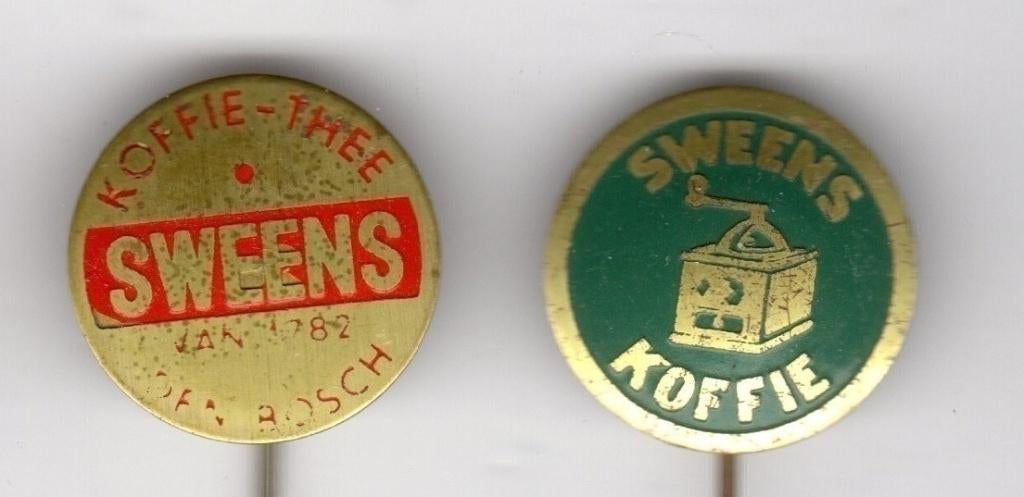 KOFFIE-THEE
SWEENS
VAN 1782
DEN BOSCH
SWEENS
KOFFIE